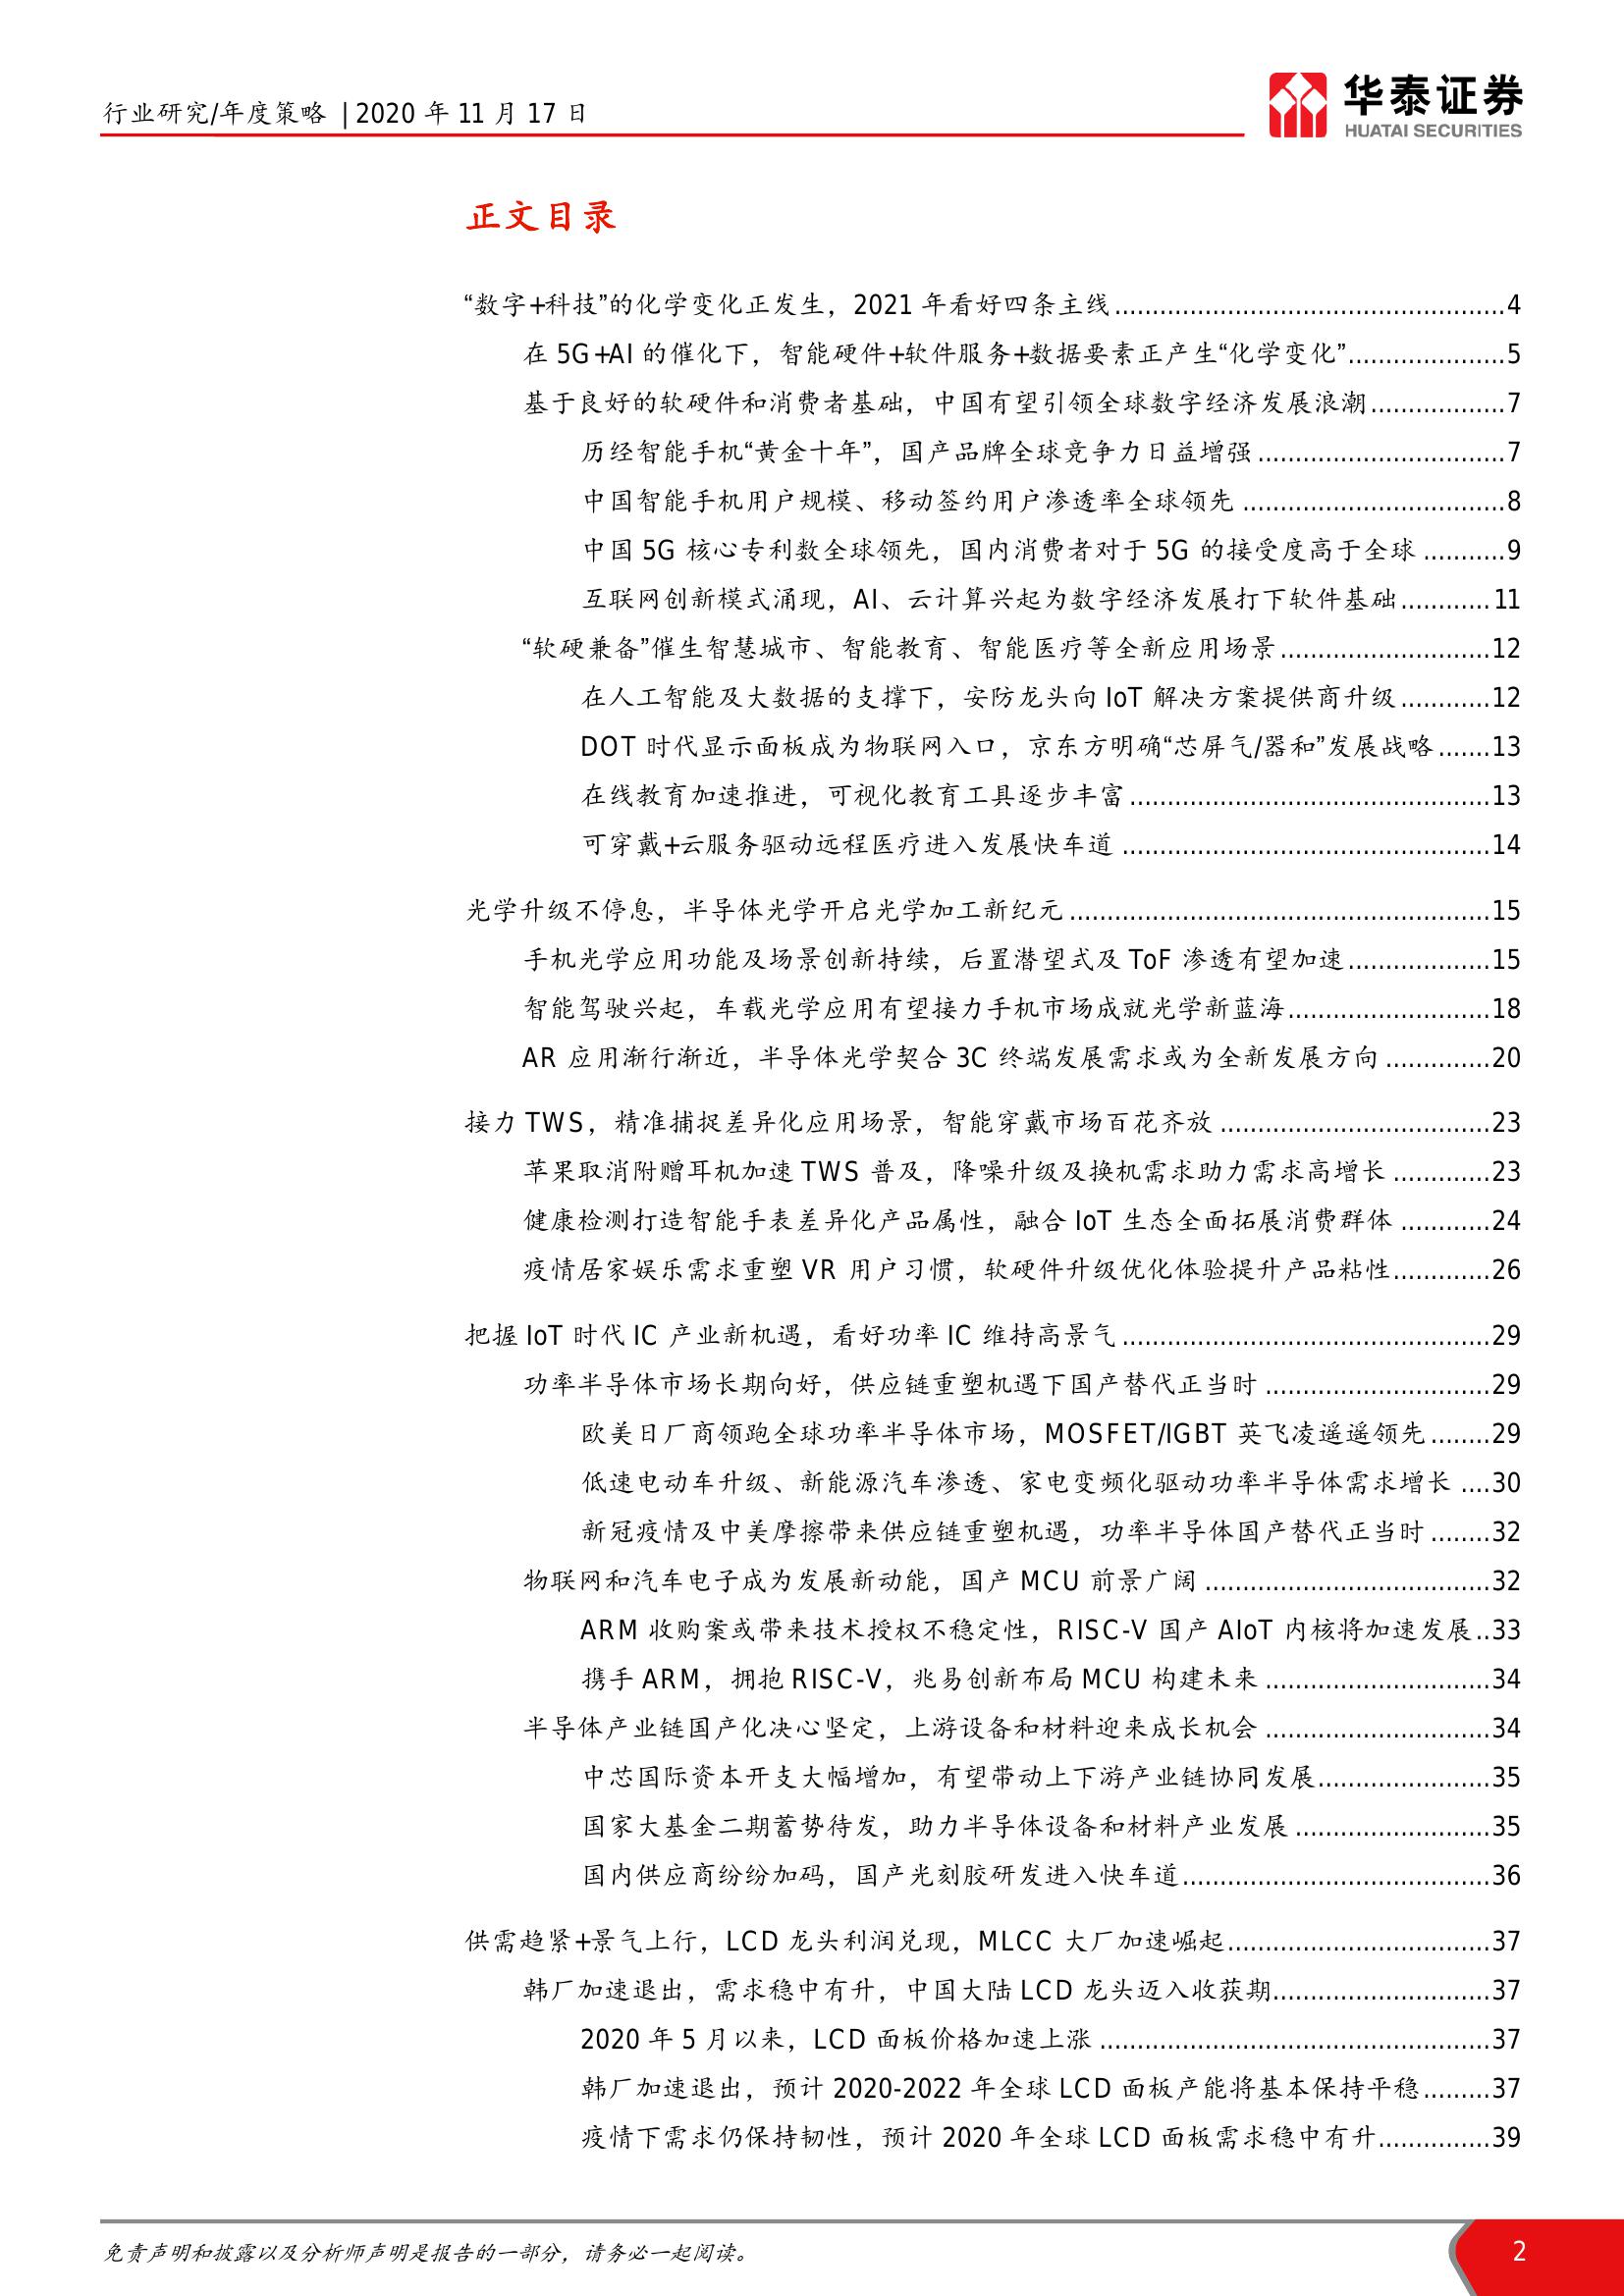 行业研究/年度策略 | 2020 年 11 月 17 日
华泰证券
HUATAI SECURITIES
正文目录
“数字+科技”的化学变化正发生，2021 年看好四条主线....................................................4
在 5G+AI 的催化下，智能硬件+软件服务+数据要素正产生“化学变化”.....................5
基于良好的软硬件和消费者基础，中国有望引领全球数字经济发展浪潮..................7
历经智能手机“黄金十年”，国产品牌全球竞争力日益增强.................................7
中国智能手机用户规模、移动签约用户渗透率全球领先...................................8
中国 5G 核心专利数全球领先，国内消费者对于 5G 的接受度高于全球...........9
互联网创新模式涌现，AI、云计算兴起为数字经济发展打下软件基础............11
“软硬兼备”催生智慧城市、智能教育、智能医疗等全新应用场景............................12
在人工智能及大数据的支撑下，安防龙头向 IoT 解决方案提供商升级............12
DOT 时代显示面板成为物联网入口，京东方明确“芯屏气/器和”发展战略.......13
在线教育加速推进，可视化教育工具逐步丰富................................................13
可穿戴+云服务驱动远程医疗进入发展快车道.................................................14
光学升级不停息，半导体光学开启光学加工新纪元........................................................15
手机光学应用功能及场景创新持续，后置潜望式及 ToF 渗透有望加速...................15
智能驾驶兴起，车载光学应用有望接力手机市场成就光学新蓝海...........................18
AR 应用渐行渐近，半导体光学契合 3C 终端发展需求或为全新发展方向..............20
接力 TWS，精准捕捉差异化应用场景，智能穿戴市场百花齐放....................................23
苹果取消附赠耳机加速 TWS 普及，降噪升级及换机需求助力需求高增长.............23
健康检测打造智能手表差异化产品属性，融合 IoT 生态全面拓展消费群体............24
疫情居家娱乐需求重塑 VR 用户习惯，软硬件升级优化体验提升产品粘性.............26
把握 IoT 时代 IC 产业新机遇，看好功率 IC 维持高景气.................................................29
功率半导体市场长期向好，供应链重塑机遇下国产替代正当时..............................29
欧美日厂商领跑全球功率半导体市场，MOSFET/IGBT 英飞凌遥遥领先........29
低速电动车升级、新能源汽车渗透、家电变频化驱动功率半导体需求增长....30
新冠疫情及中美摩擦带来供应链重塑机遇，功率半导体国产替代正当时........32
物联网和汽车电子成为发展新动能，国产 MCU 前景广阔......................................32
ARM 收购案或带来技术授权不稳定性，RISC-V 国产 AIoT 内核将加速发展..33
携手 ARM，拥抱 RISC-V，兆易创新布局 MCU 构建未来..............................34
半导体产业链国产化决心坚定，上游设备和材料迎来成长机会..............................34
中芯国际资本开支大幅增加，有望带动上下游产业链协同发展.......................35
国家大基金二期蓄势待发，助力半导体设备和材料产业发展..........................35
国内供应商纷纷加码，国产光刻胶研发进入快车道.........................................36
供需趋紧+景气上行，LCD 龙头利润兑现，MLCC 大厂加速崛起...................................37
韩厂加速退出，需求稳中有升，中国大陆 LCD 龙头迈入收获期.............................37
2020 年 5 月以来，LCD 面板价格加速上涨....................................................37
韩厂加速退出，预计 2020-2022 年全球 LCD 面板产能将基本保持平稳.........37
疫情下需求仍保持韧性，预计 2020 年全球 LCD 面板需求稳中有升...............39
免责声明和披露以及分析师声明是报告的一部分，请务必一起阅读。
2